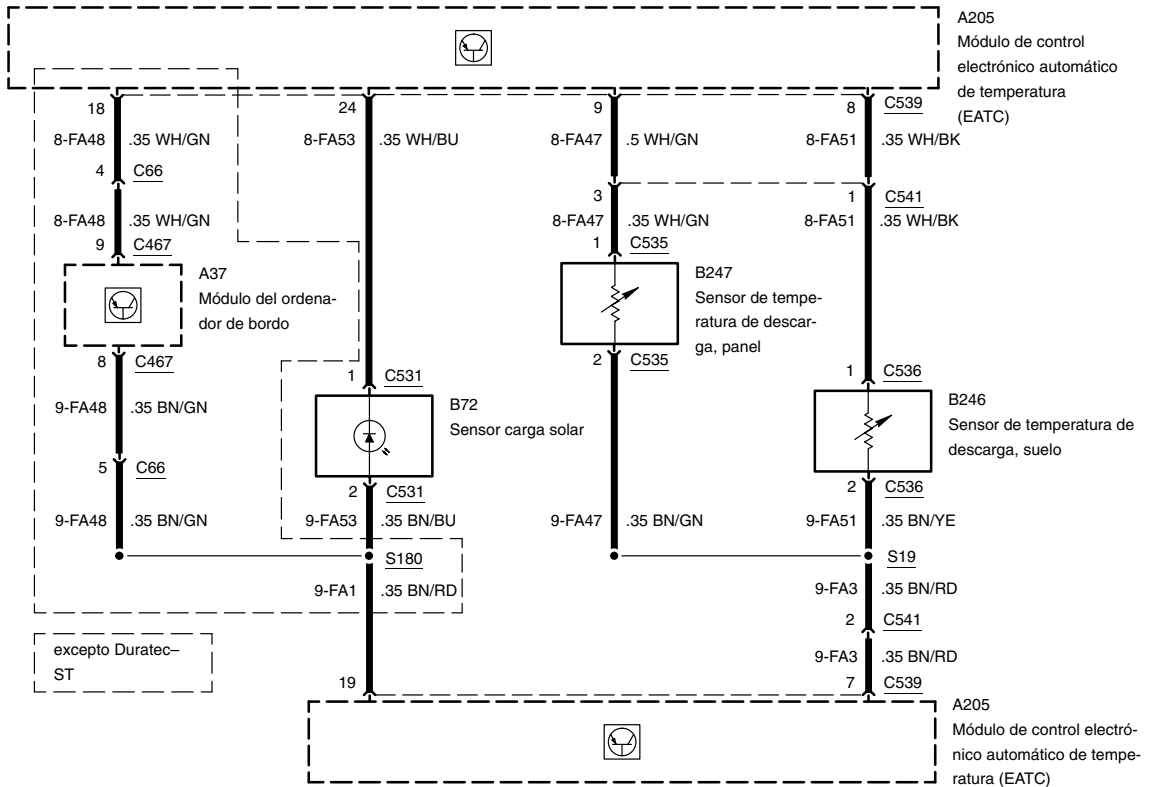 A205
Módulo de control
electrónico automático
de temperatura
(EATC)
18
24
9
8
C539
8-FA48 .35 WH/GN
8-FA53 .35 WH/BU
8-FA47 .5 WH/GN
8-FA51 .35 WH/BK
4 C66
3
1 C541
8-FA48 .35 WH/GN
8-FA47 .35 WH/GN
8-FA51 .35 WH/BK
9 C467
1 C535
A37
Módulo del ordena-
dor de bordo
B247
Sensor de tempe-
ratura de descar-
ga, panel
8 C467
2 C535
1 C531
1 C536
9-FA48 .35 BN/GN
B72
Sensor carga solar
B246
Sensor de temperatura de
descarga, suelo
5 C66
2 C531
2 C536
9-FA48 .35 BN/GN
9-FA53 .35 BN/BU
9-FA47 .35 BN/GN
9-FA51 .35 BN/YE
S180
S19
9-FA1 .35 BN/RD
9-FA3 .35 BN/RD
2 C541
excepto Duratec–
ST
9-FA3 .35 BN/RD
19
7 C539
A205
Módulo de control electró-
nico automático de tempe-
ratura (EATC)